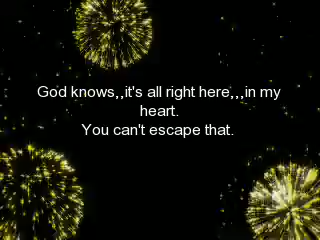 God knows,,it's all right here,,,in my
heart.
You can't escape that.